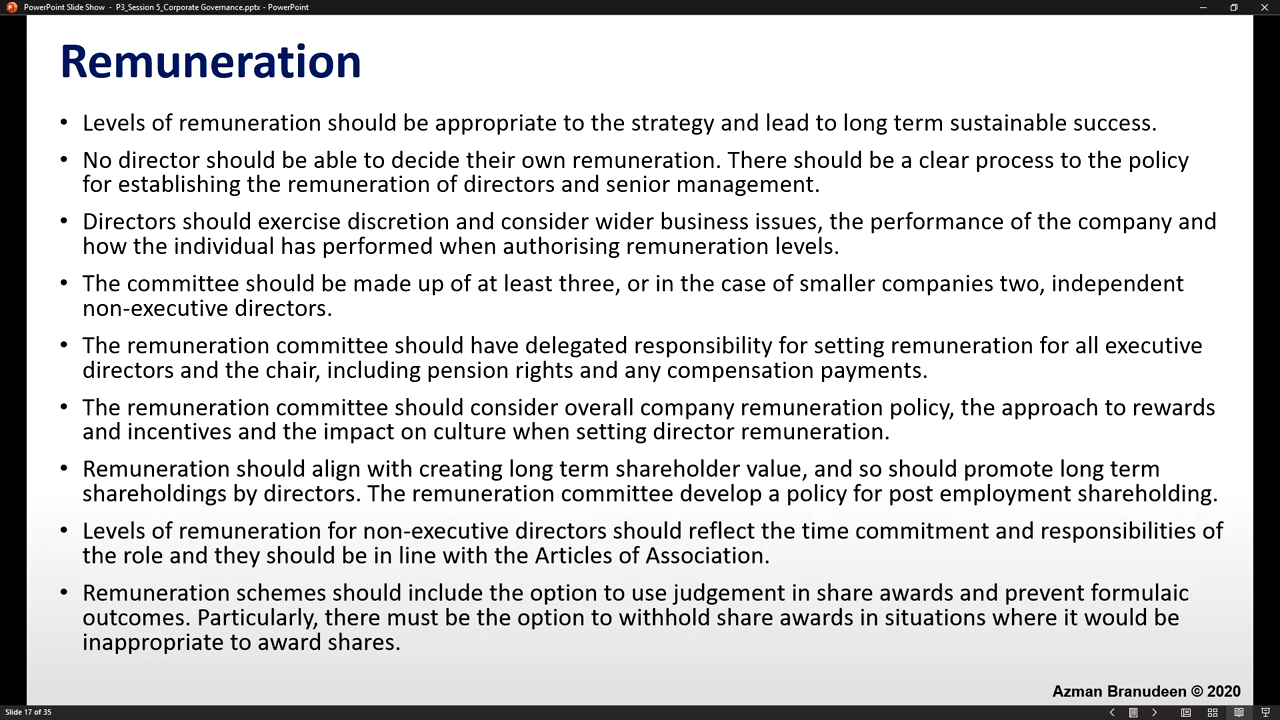 PowerPoint Slide Show - P3_Session 5_Corporate Governance.pptx - PowerPoint
Remuneration
• Levels of remuneration should be appropriate to the strategy and lead to long term sustainable success.
• No director should be able to decide their own remuneration. There should be a clear process to the policy
for establishing the remuneration of directors and senior management.
• Directors should exercise discretion and consider wider business issues, the performance of the company and
how the individual has performed when authorising remuneration levels.
• The committee should be made up of at least three, or in the case of smaller companies two, independent
non-executive directors.
• The remuneration committee should have delegated responsibility for setting remuneration for all executive
directors and the chair, including pension rights and any compensation payments.
• The remuneration committee should consider overall company remuneration policy, the approach to rewards
and incentives and the impact on culture when setting director remuneration.
• Remuneration should align with creating long term shareholder value, and so should promote long term
shareholdings by directors. The remuneration committee develop a policy for post employment shareholding.
• Levels of remuneration for non-executive directors should reflect the time commitment and responsibilities of
the role and they should be in line with the Articles of Association.
• Remuneration schemes should include the option to use judgement in share awards and prevent formulaic
outcomes. Particularly, there must be the option to withhold share awards in situations where it would be
inappropriate to award shares.
Azman Branudeen © 2020
Slide 17 of 35